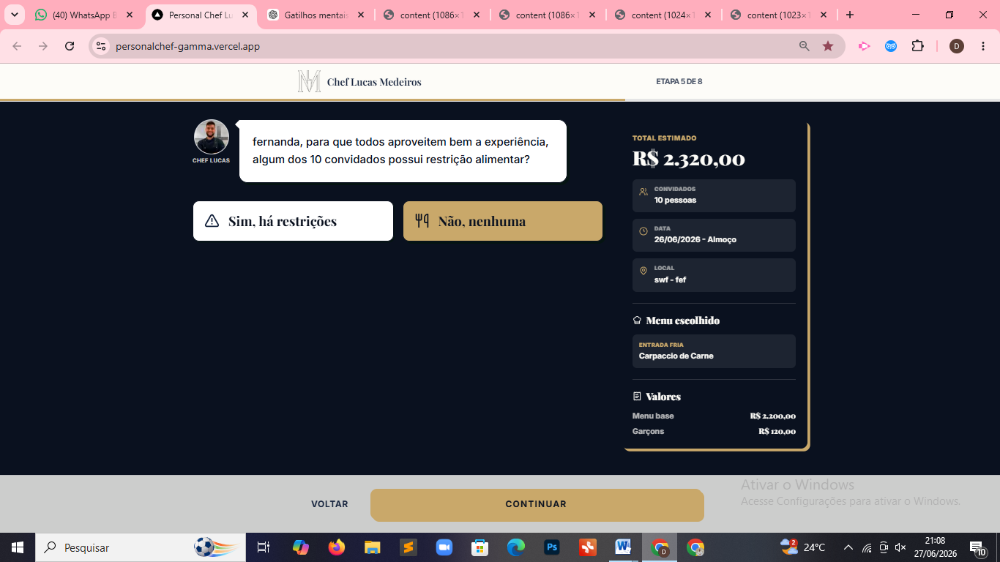 (40) WhatsApp B
Personal Chef Lu
Gatilhos mentais
content (1086×1
content (1086×1
content (1024×1
content (1023×1
personalchef-gamma.vercel.app
D
Chef Lucas Medeiros
ETAPA 5 DE 8
CHEF LUCAS
fernanda, para que todos aproveitem bem a experiência,
algum dos 10 convidados possui restrição alimentar?
Sim, há restrições
Não, nenhuma
TOTAL ESTIMADO
R$ 2.320,00
CONVIDADOS
10 pessoas
DATA
26/06/2026 - Almoço
LOCAL
swf - fef
Menu escolhido
ENTRADA FRIA
Carpaccio de Carne
Valores
Menu base R$ 2.200,00
Garçons R$ 120,00
Ativar o Windows
Acesse Configurações para ativar o Windows.
VOLTAR
CONTINUAR
Pesquisar
2
24°C
21:08
27/06/2026
10